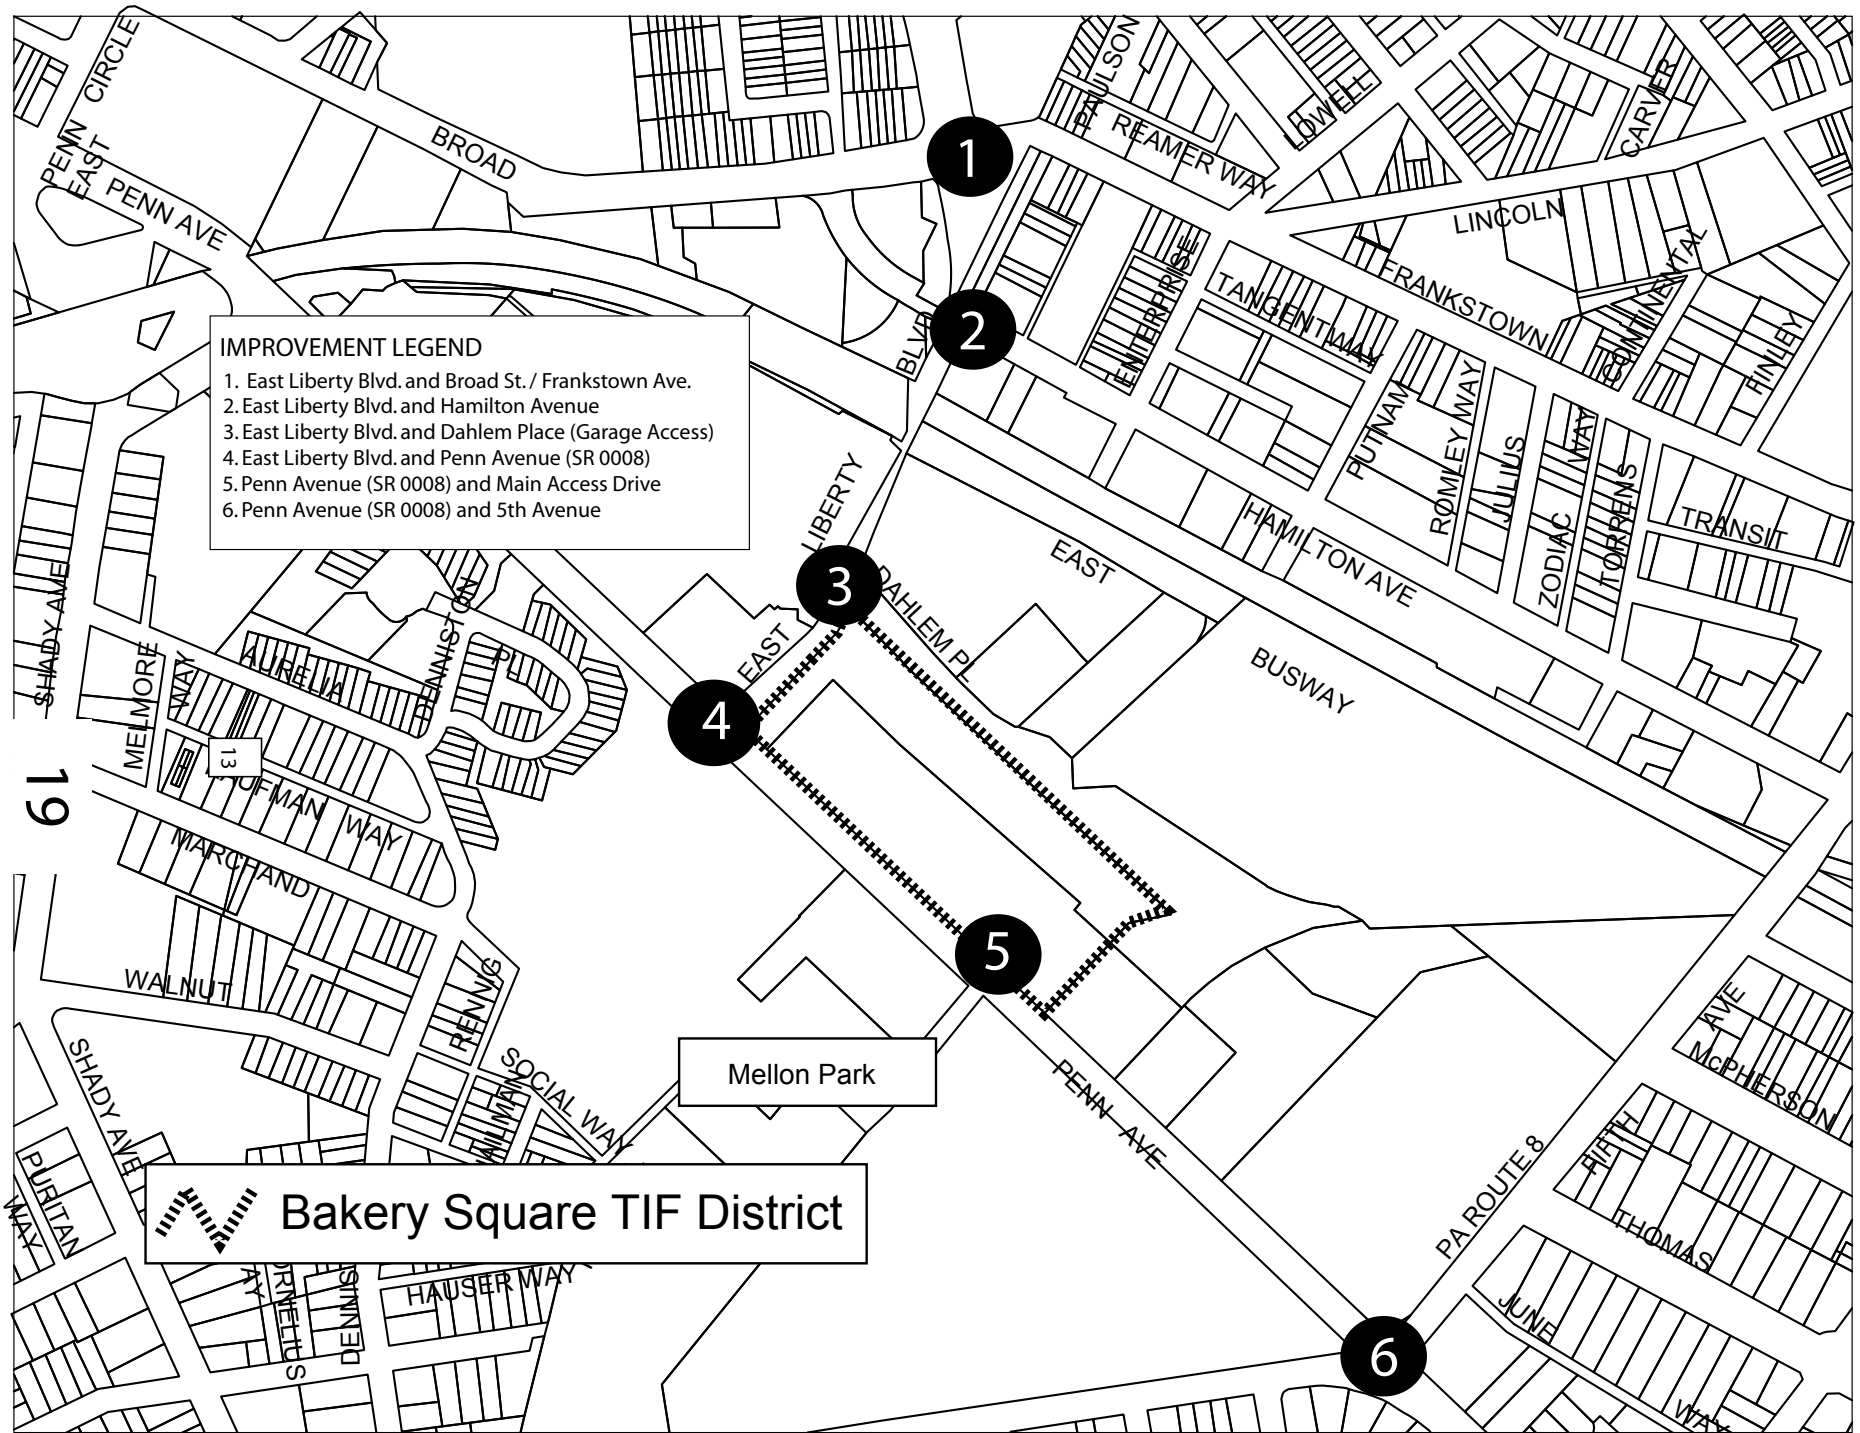 PENN CIRCLE
EAST
PENN AVE
BROAD
PAULSON
REAMER WAY
LOWELL
CARVER
LINCOLN
FRANKSTOWN
CONTINENTAL
FINLEY
ENTERPRISE
TANGENT WAY
PUTNAM
ROMLEY WAY
JULIUS
ZODIAC
WAY
TORRENS
TRANSIT
HAMILTON AVE
EAST
BUSWAY
BLVD
LIBERTY
EAST
DAHLEM PL
1
2
3
4
5
6
IMPROVEMENT LEGEND
1. East Liberty Blvd. and Broad St. / Frankstown Ave.
2. East Liberty Blvd. and Hamilton Avenue
3. East Liberty Blvd. and Dahlem Place (Garage Access)
4. East Liberty Blvd. and Penn Avenue (SR 0008)
5. Penn Avenue (SR 0008) and Main Access Drive
6. Penn Avenue (SR 0008) and 5th Avenue
SHADY AVE
MELMORE
WAY
AURELIA
DENNISTON
PL
13
AUFMAN WAY
MARCHAND
19
WALNUT
RENNIG
SOCIAL WAY
AILMAN
SHADY AVE
PURITAN
WAY
Mellon Park
PENN AVE
AVE
McPHERSON
FIFTH
PA ROUTE 8
THOMAS
JUNE
WAY
Bakery Square TIF District
AY
ORNELIUS
DENNIS
HAUSER WAY